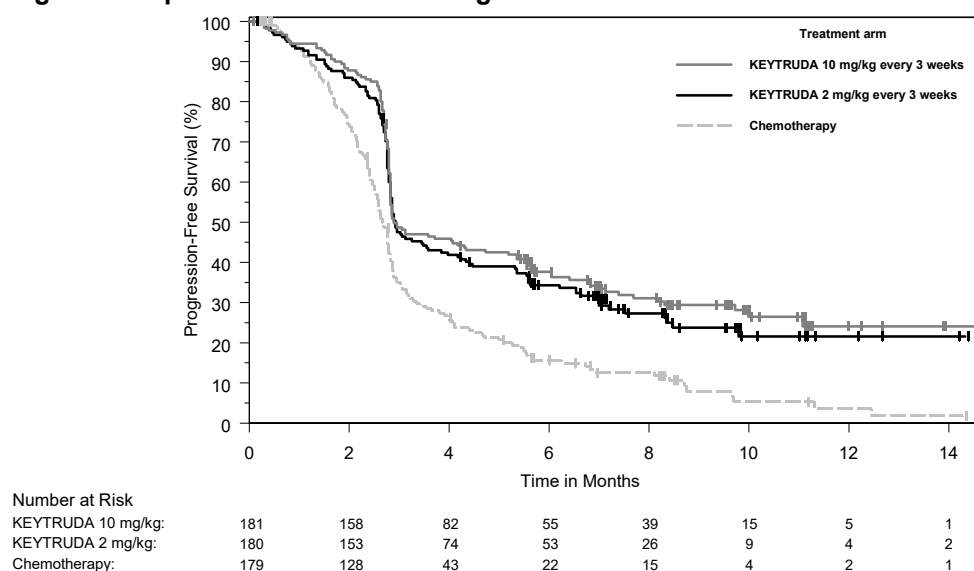 100
90
80
70
60
50
40
30
20
10
0
Progression-Free Survival (%)
Treatment arm
KEYTRUDA 10 mg/kg every 3 weeks
KEYTRUDA 2 mg/kg every 3 weeks
Chemotherapy
0 2 4 6 8 10 12 14
Time in Months
Number at Risk
KEYTRUDA 10 mg/kg: 181 158 82 55 39 15 5 1
KEYTRUDA 2 mg/kg: 180 153 74 53 26 9 4 2
Chemotherapy: 179 128 43 22 15 4 2 1